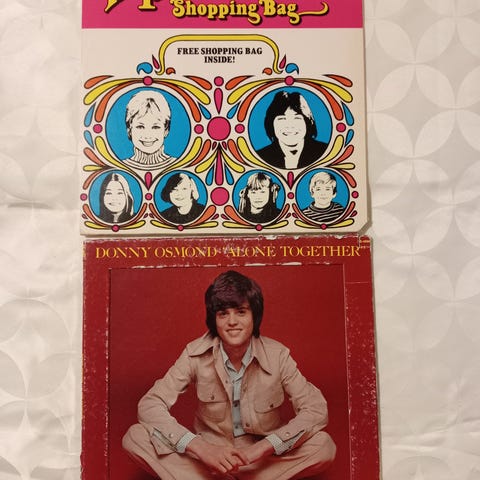 Shopping Bag
FREE SHOPPING BAG
INSIDE!
DONNY OSMOND "ALONE TOGETHER"